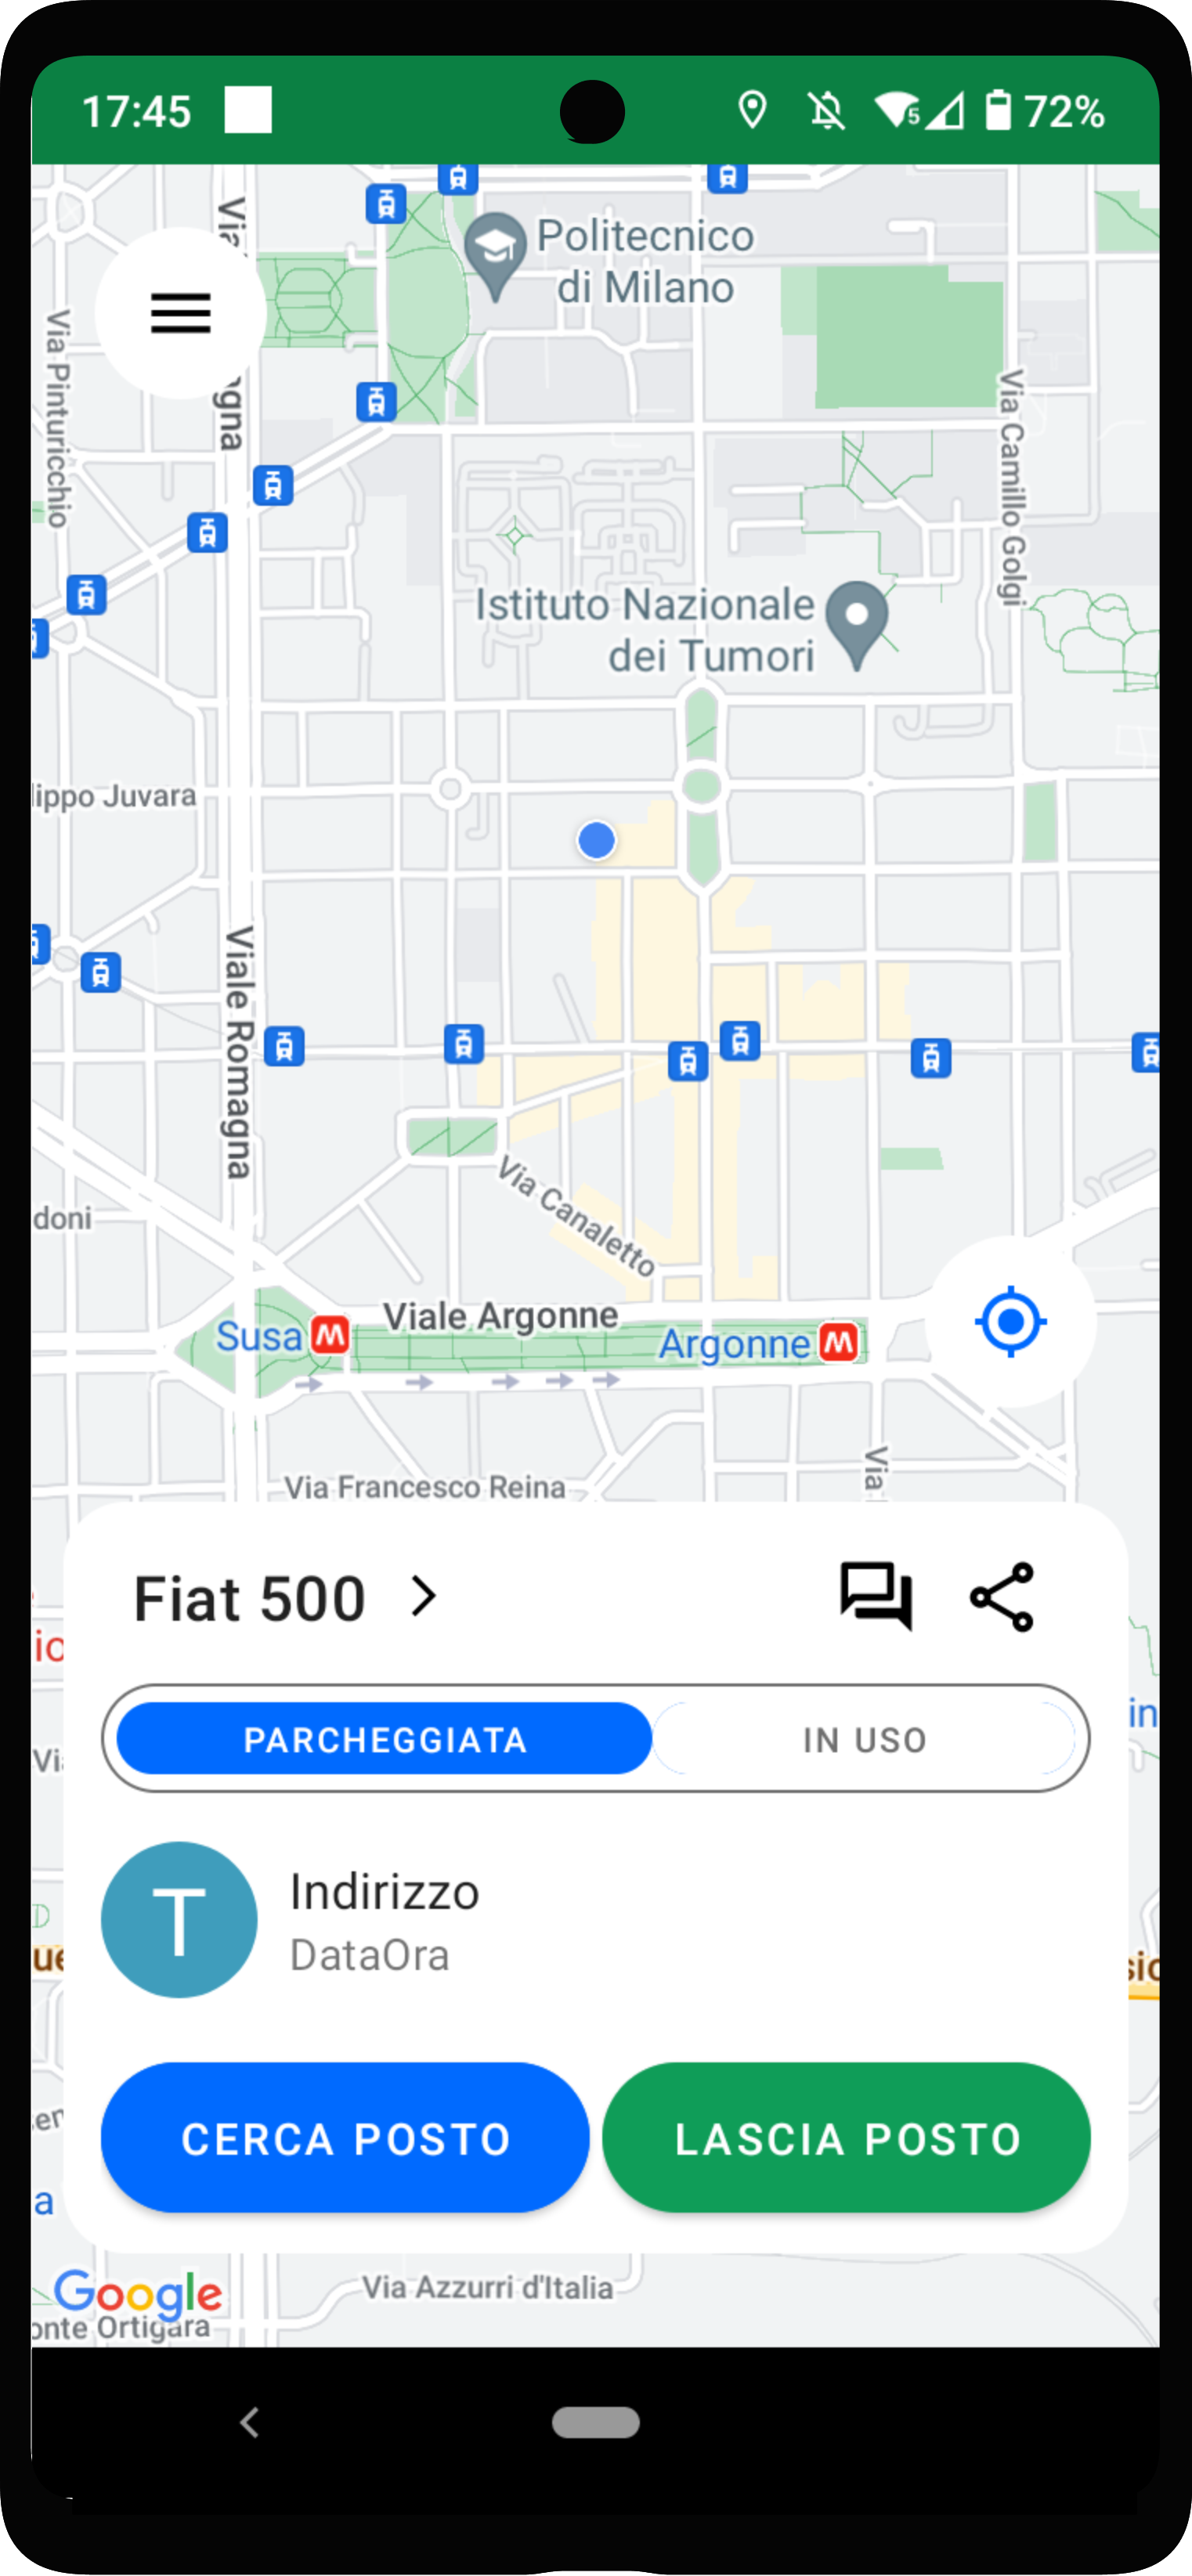 17:45
5
72%
Politecnico
di Milano
Via Pinturicchio
Via Camillo Golgi
Istituto Nazionale
dei Tumori
ippo Juvara
Viale Romagna
Via Canaletto
doni
Viale Argonne
Susa M
Argonne M
Via
Via Francesco Reina
Fiat 500
PARCHEGGIATA
IN USO
T
Indirizzo
DataOra
CERCA POSTO
LASCIA POSTO
Google
Via Azzurri d'Italia
onte Ortigara